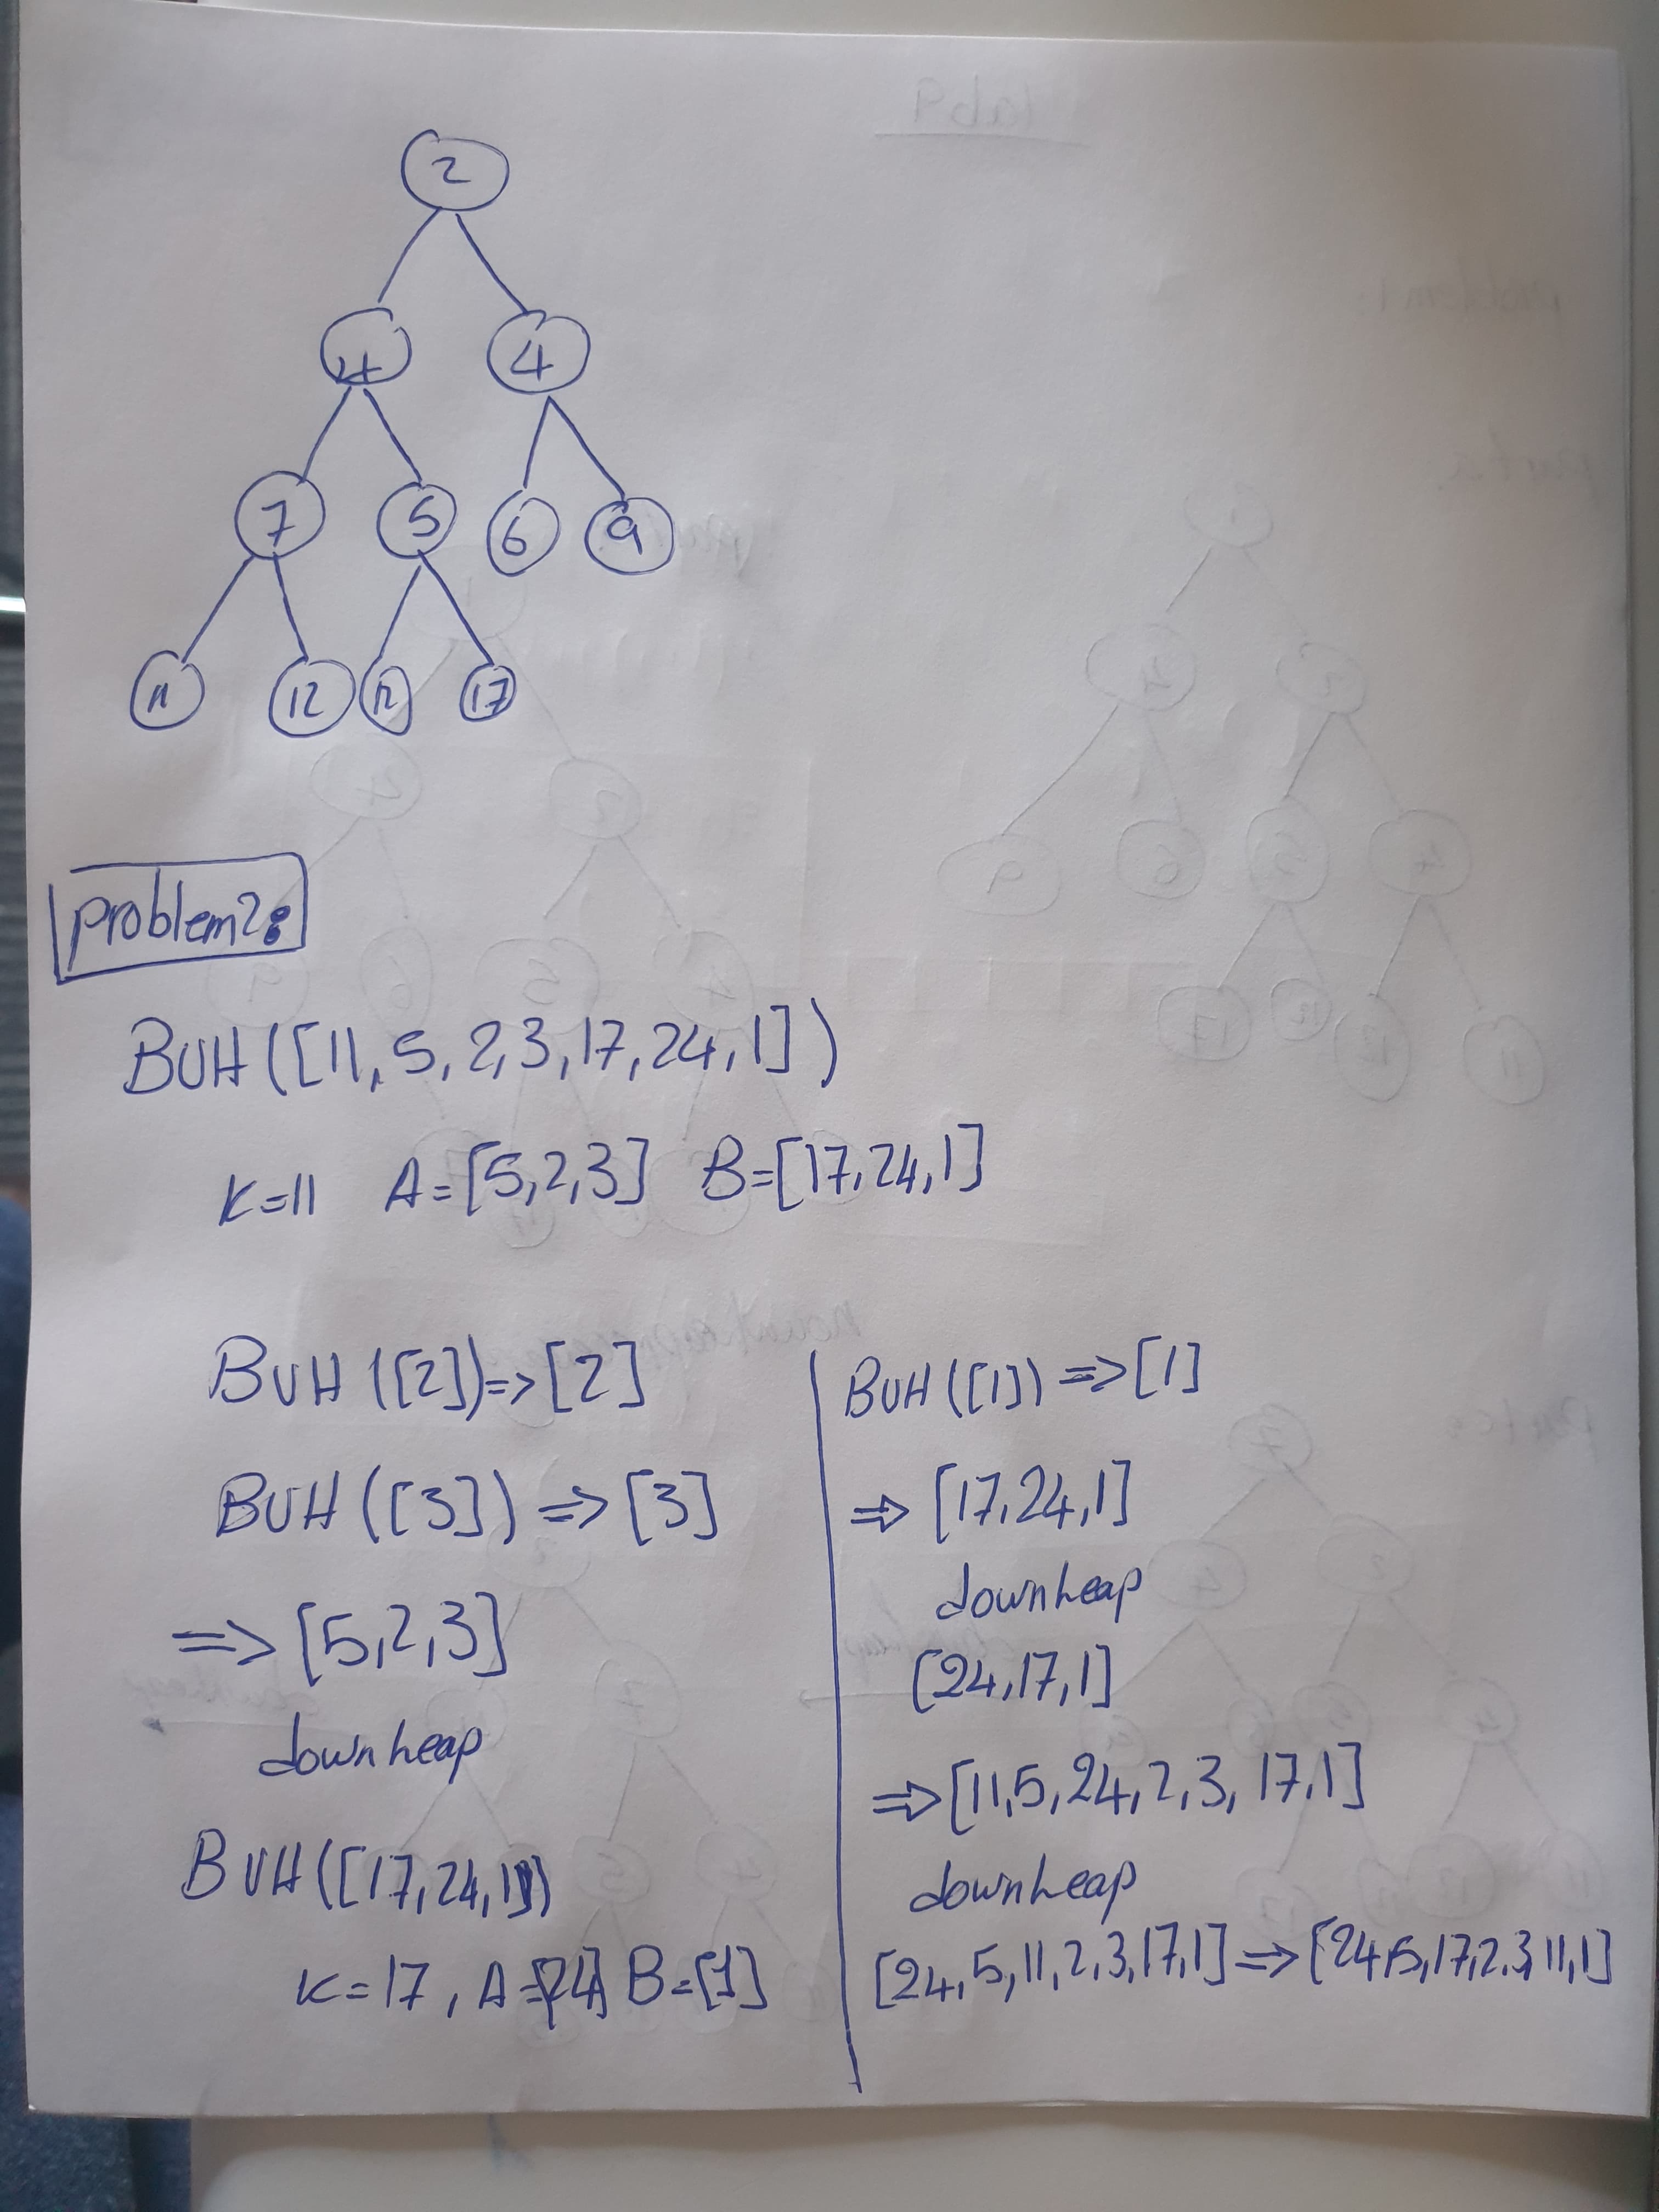 2
4 4
7 5 6 9
11 12 12 17
problem2:
BUH([11,5,2,3,17,24,1])
K=11 A=[5,2,3] B=[17,24,1]
BUH([2])=>[2]
BUH([3])=>[3]
=>[5,2,3]
downheap
BUH([17,24,1])
K=17, A=[24] B=[1]
BUH([1])=>[1]
=>[17,24,1]
downheap
[24,17,1]
=>[11,5,24,2,3,17,1]
downheap
[24,5,11,2,3,17,1]=>[24,5,17,2,3,11,1]